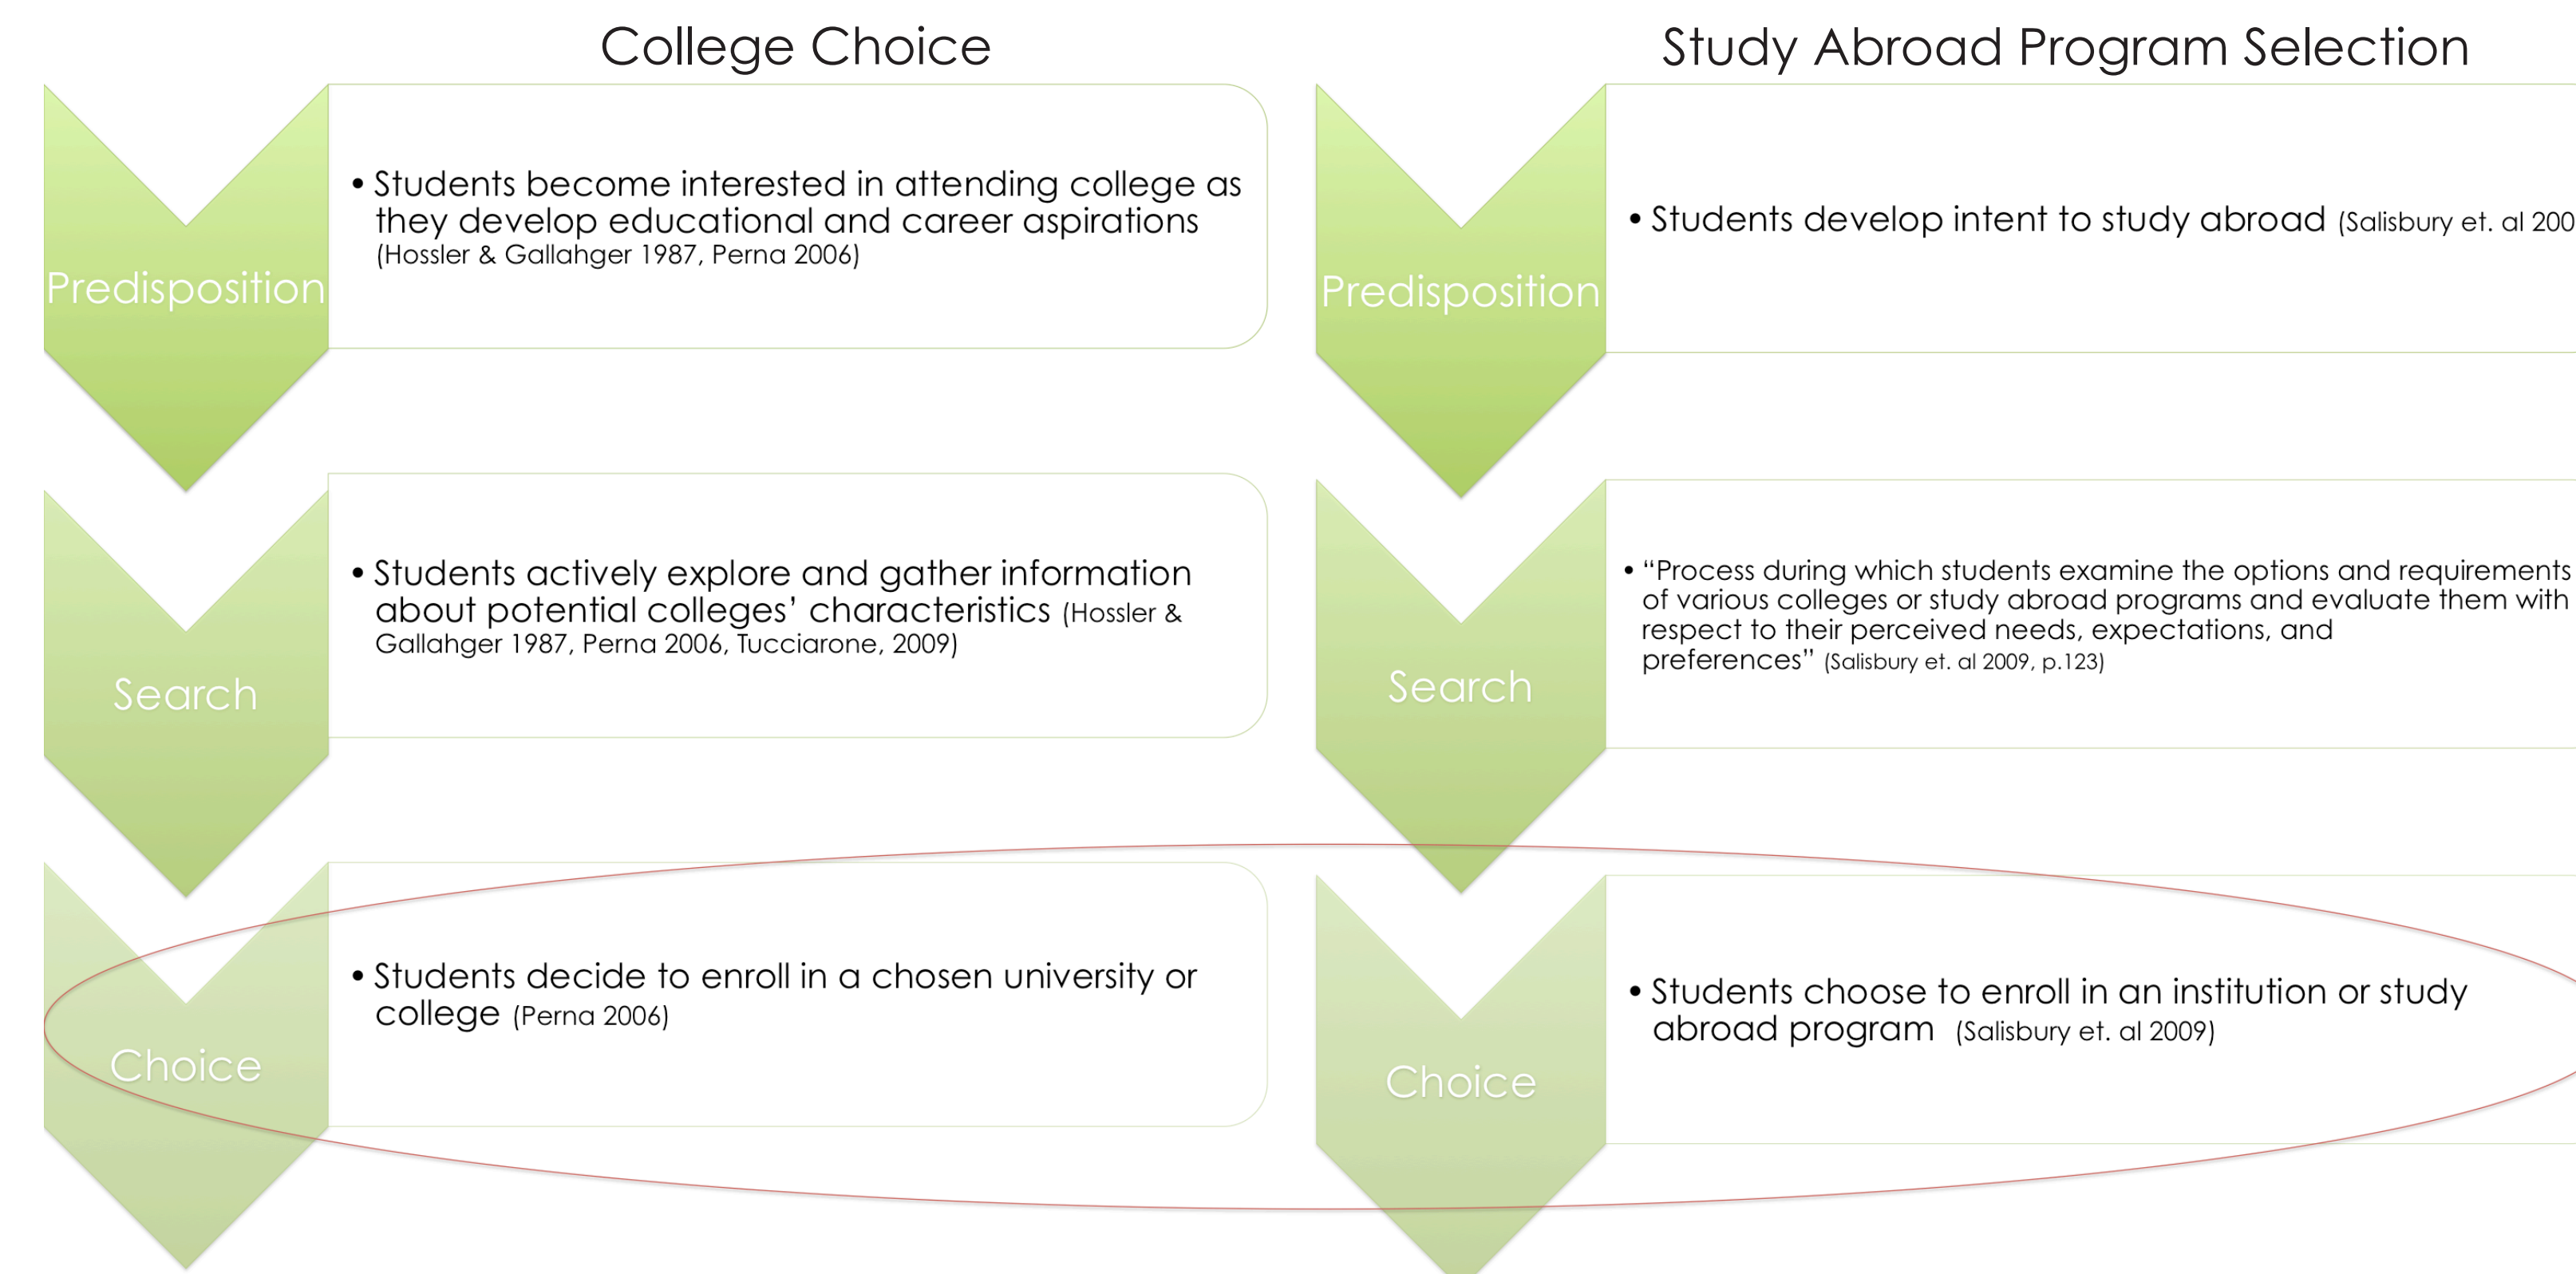 College Choice
Predisposition
• Students become interested in attending college as
they develop educational and career aspirations
(Hossler & Gallahger 1987, Perna 2006)
Search
• Students actively explore and gather information
about potential colleges’ characteristics (Hossler &
Gallahger 1987, Perna 2006, Tucciarone, 2009)
Choice
• Students decide to enroll in a chosen university or
college (Perna 2006)
Study Abroad Program Selection
Predisposition
• Students develop intent to study abroad (Salisbury et. al 200
Search
• “Process during which students examine the options and requirements
of various colleges or study abroad programs and evaluate them with
respect to their perceived needs, expectations, and
preferences” (Salisbury et. al 2009, p.123)
Choice
• Students choose to enroll in an institution or study
abroad program (Salisbury et. al 2009)